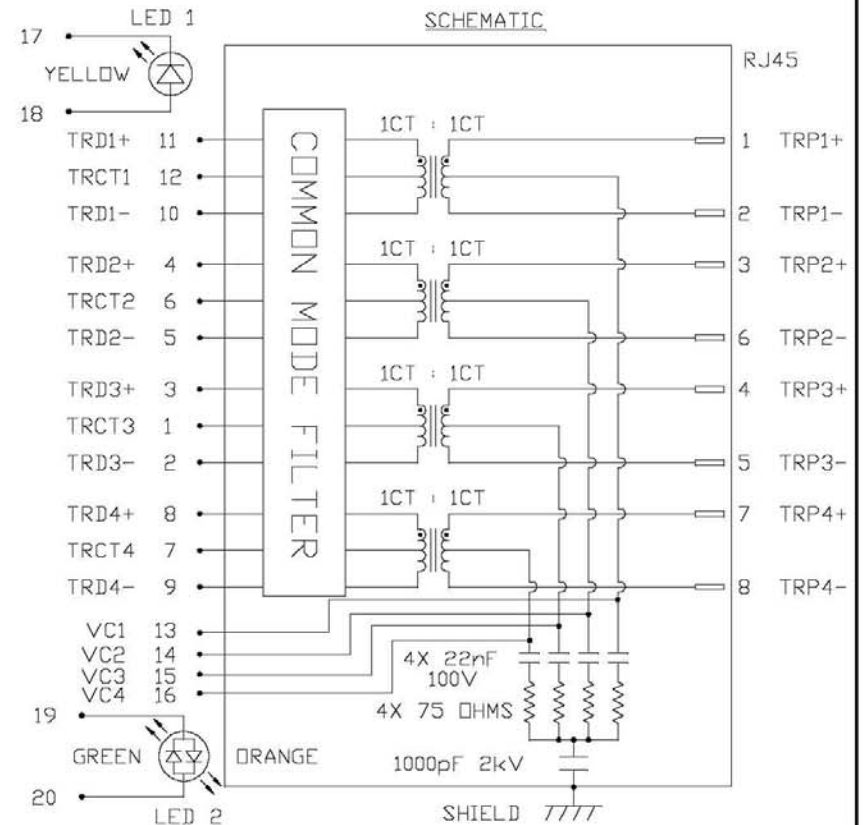 LED 1
SCHEMATIC
17
RJ45
YELLOW
18
1CT : 1CT
TRD1+ 11
1 TRP1+
TRCT1 12
TRD1- 10
2 TRP1-
1CT : 1CT
TRD2+ 4
3 TRP2+
TRCT2 6
TRD2- 5
6 TRP2-
1CT : 1CT
TRD3+ 3
4 TRP3+
TRCT3 1
TRD3- 2
5 TRP3-
1CT : 1CT
TRD4+ 8
7 TRP4+
TRCT4 7
TRD4- 9
8 TRP4-
COMMON MODE FILTER
VC1 13
VC2 14
VC3 15
VC4 16
4X 22nF
100V
4X 75 OHMS
19
GREEN
ORANGE
1000pF 2kV
20
LED 2
SHIELD